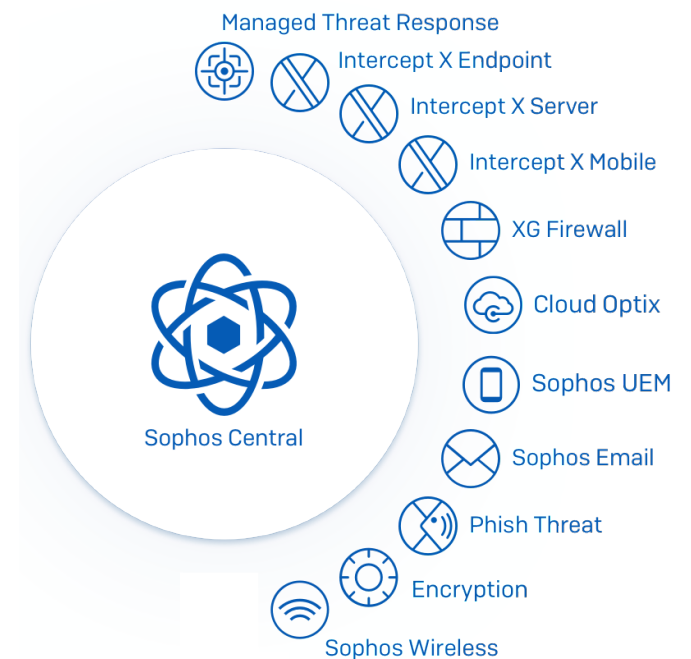 Managed Threat Response
Intercept X Endpoint
Intercept X Server
Intercept X Mobile
XG Firewall
Cloud Optix
Sophos UEM
Sophos Central
Sophos Email
Phish Threat
Encryption
Sophos Wireless